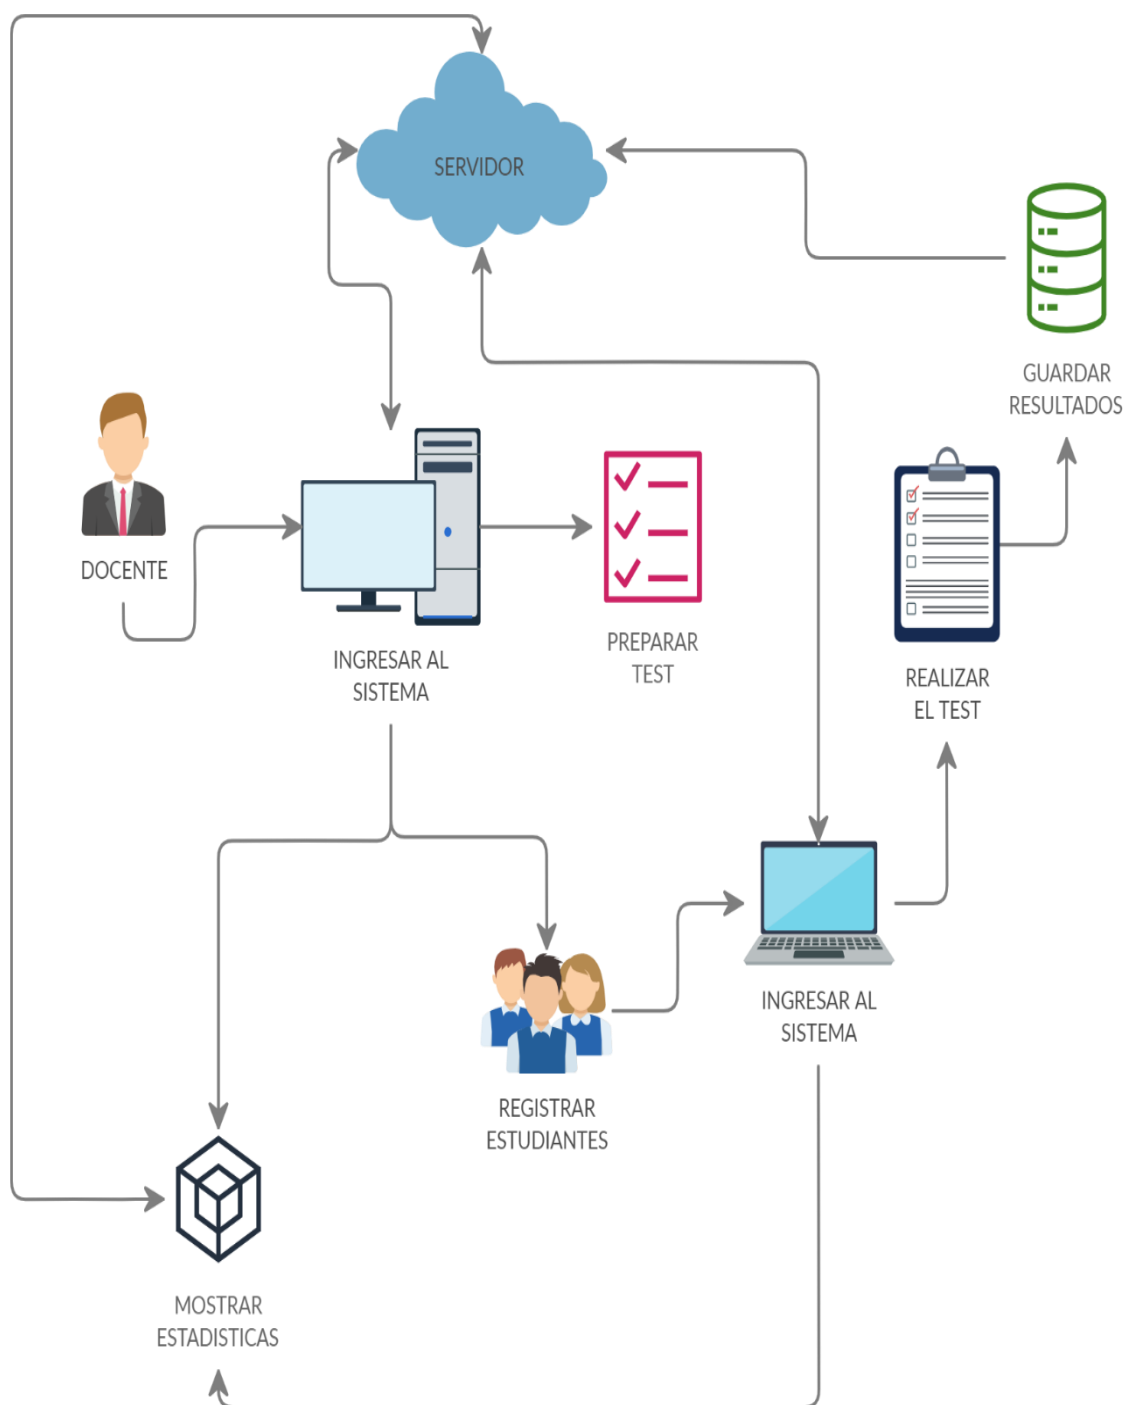 SERVIDOR
GUARDAR
RESULTADOS
DOCENTE
INGRESAR AL
SISTEMA
PREPARAR
TEST
REALIZAR
EL TEST
INGRESAR AL
SISTEMA
REGISTRAR
ESTUDIANTES
MOSTRAR
ESTADISTICAS